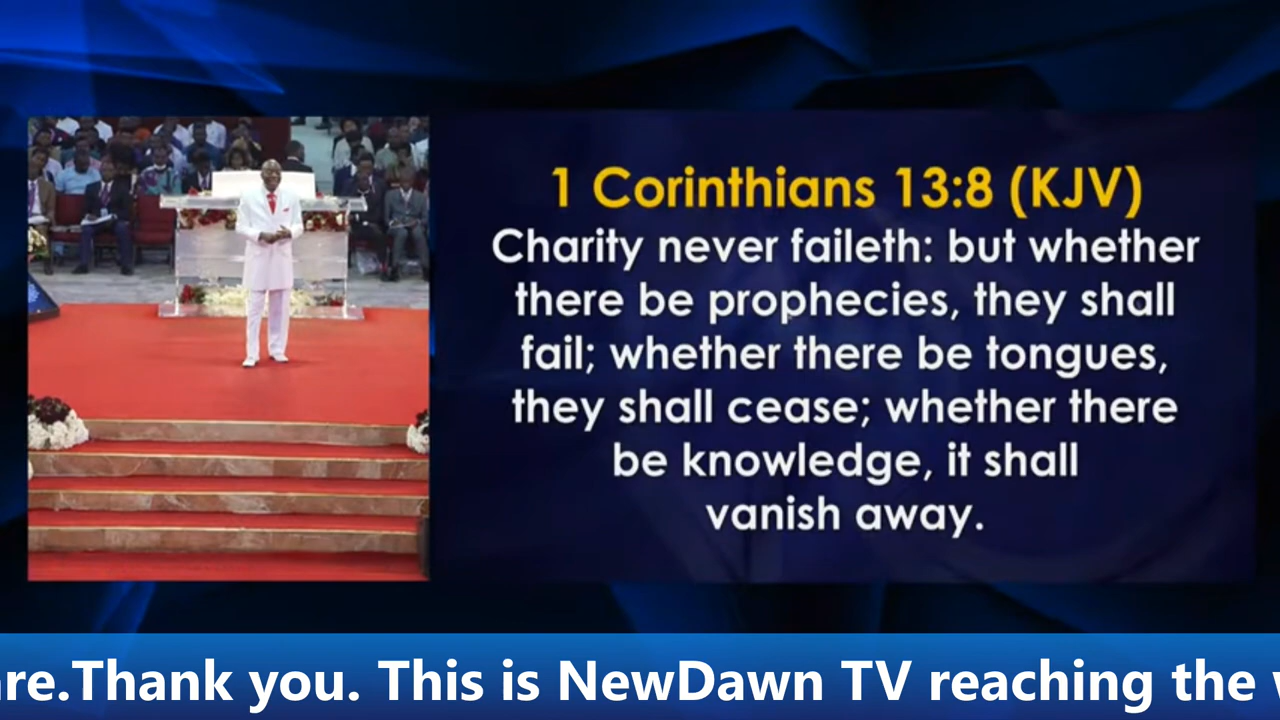 1 Corinthians 13:8 (KJV)
Charity never faileth: but whether
there be prophecies, they shall
fail; whether there be tongues,
they shall cease; whether there
be knowledge, it shall
vanish away.
re.Thank you. This is NewDawn TV reaching the